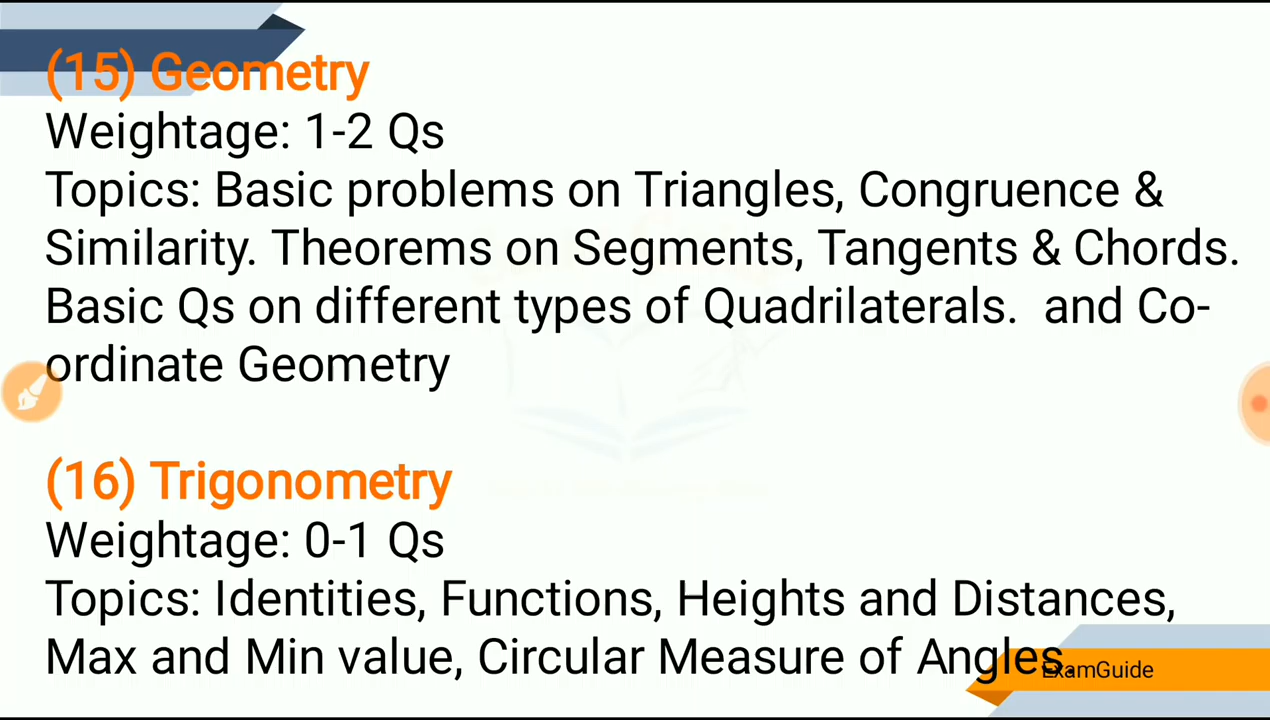 (15) Geometry
Weightage: 1-2 Qs
Topics: Basic problems on Triangles, Congruence &
Similarity. Theorems on Segments, Tangents & Chords.
Basic Qs on different types of Quadrilaterals.  and Co-
ordinate Geometry
(16) Trigonometry
Weightage: 0-1 Qs
Topics: Identities, Functions, Heights and Distances,
Max and Min value, Circular Measure of Angles.
ExamGuide